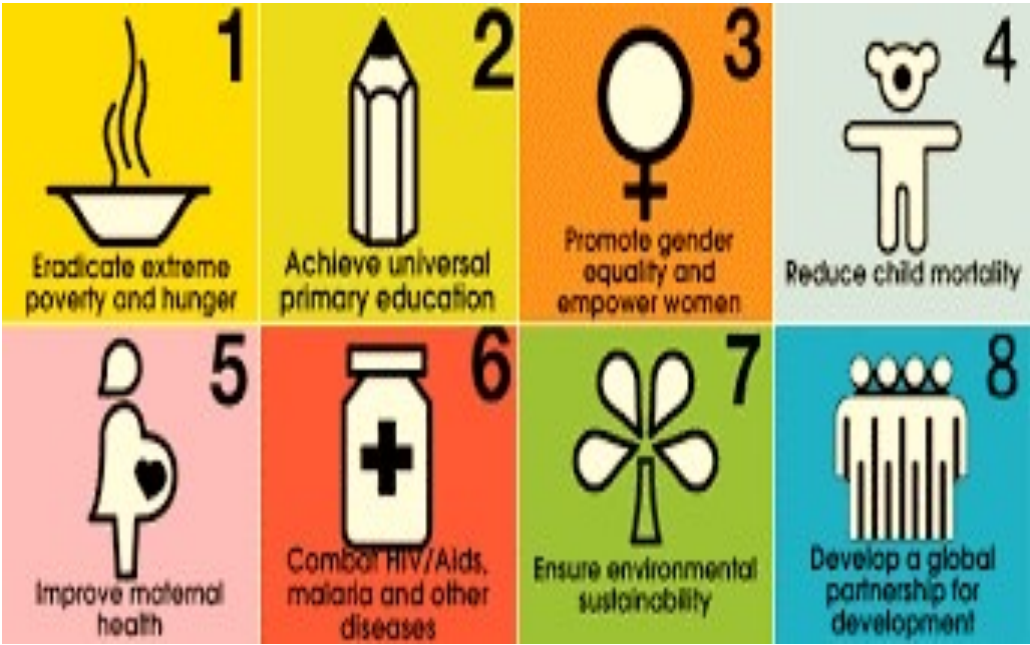 1
Eradicate extreme
poverty and hunger
2
Achieve universal
primary education
3
Promote gender
equality and
empower women
4
Reduce child mortality
5
Improve maternal
health
6
Combat HIV/Aids,
malaria and other
diseases
7
Ensure environmental
sustainability
8
Develop a global
partnership for
development